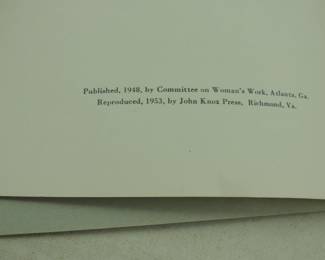 Published, 1948, by Committee on Woman's Work, Atlanta, Ga.
Reproduced, 1953, by John Knox Press, Richmond, Va.